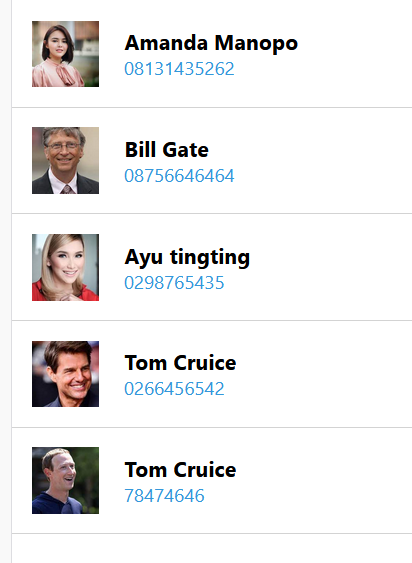 Amanda Manopo
08131435262
Bill Gate
08756646464
Ayu tingting
0298765435
Tom Cruice
0266456542
Tom Cruice
78474646